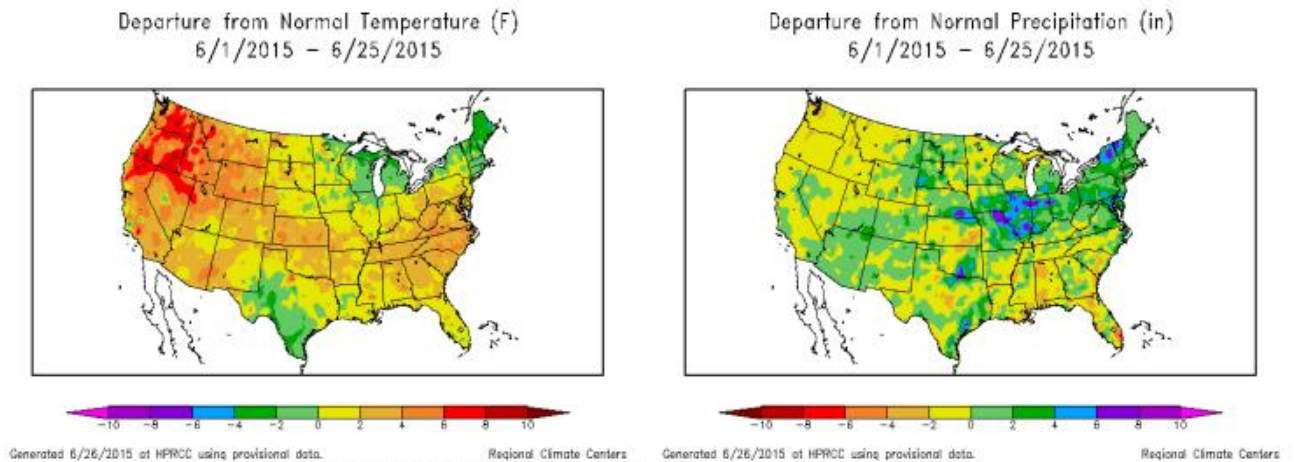 Departure from Normal Temperature (F)
6/1/2015 – 6/25/2015
-10 -8 -6 -4 -2 0 2 4 6 8 10
Generated 6/26/2015 at HPRCC using provisional data.
Regional Climate Centers
Departure from Normal Precipitation (in)
6/1/2015 – 6/25/2015
-10 -8 -6 -4 -2 0 2 4 6 8 10
Generated 6/26/2015 at HPRCC using provisional data.
Regional Climate Centers